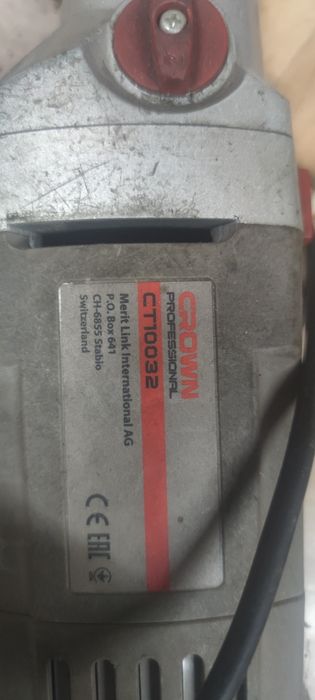 CROWN
PROFESSIONAL
CT10032
Merit Link International AG
P.O. Box 641
CH-6855 Stabio
Switzerland
CE EAC